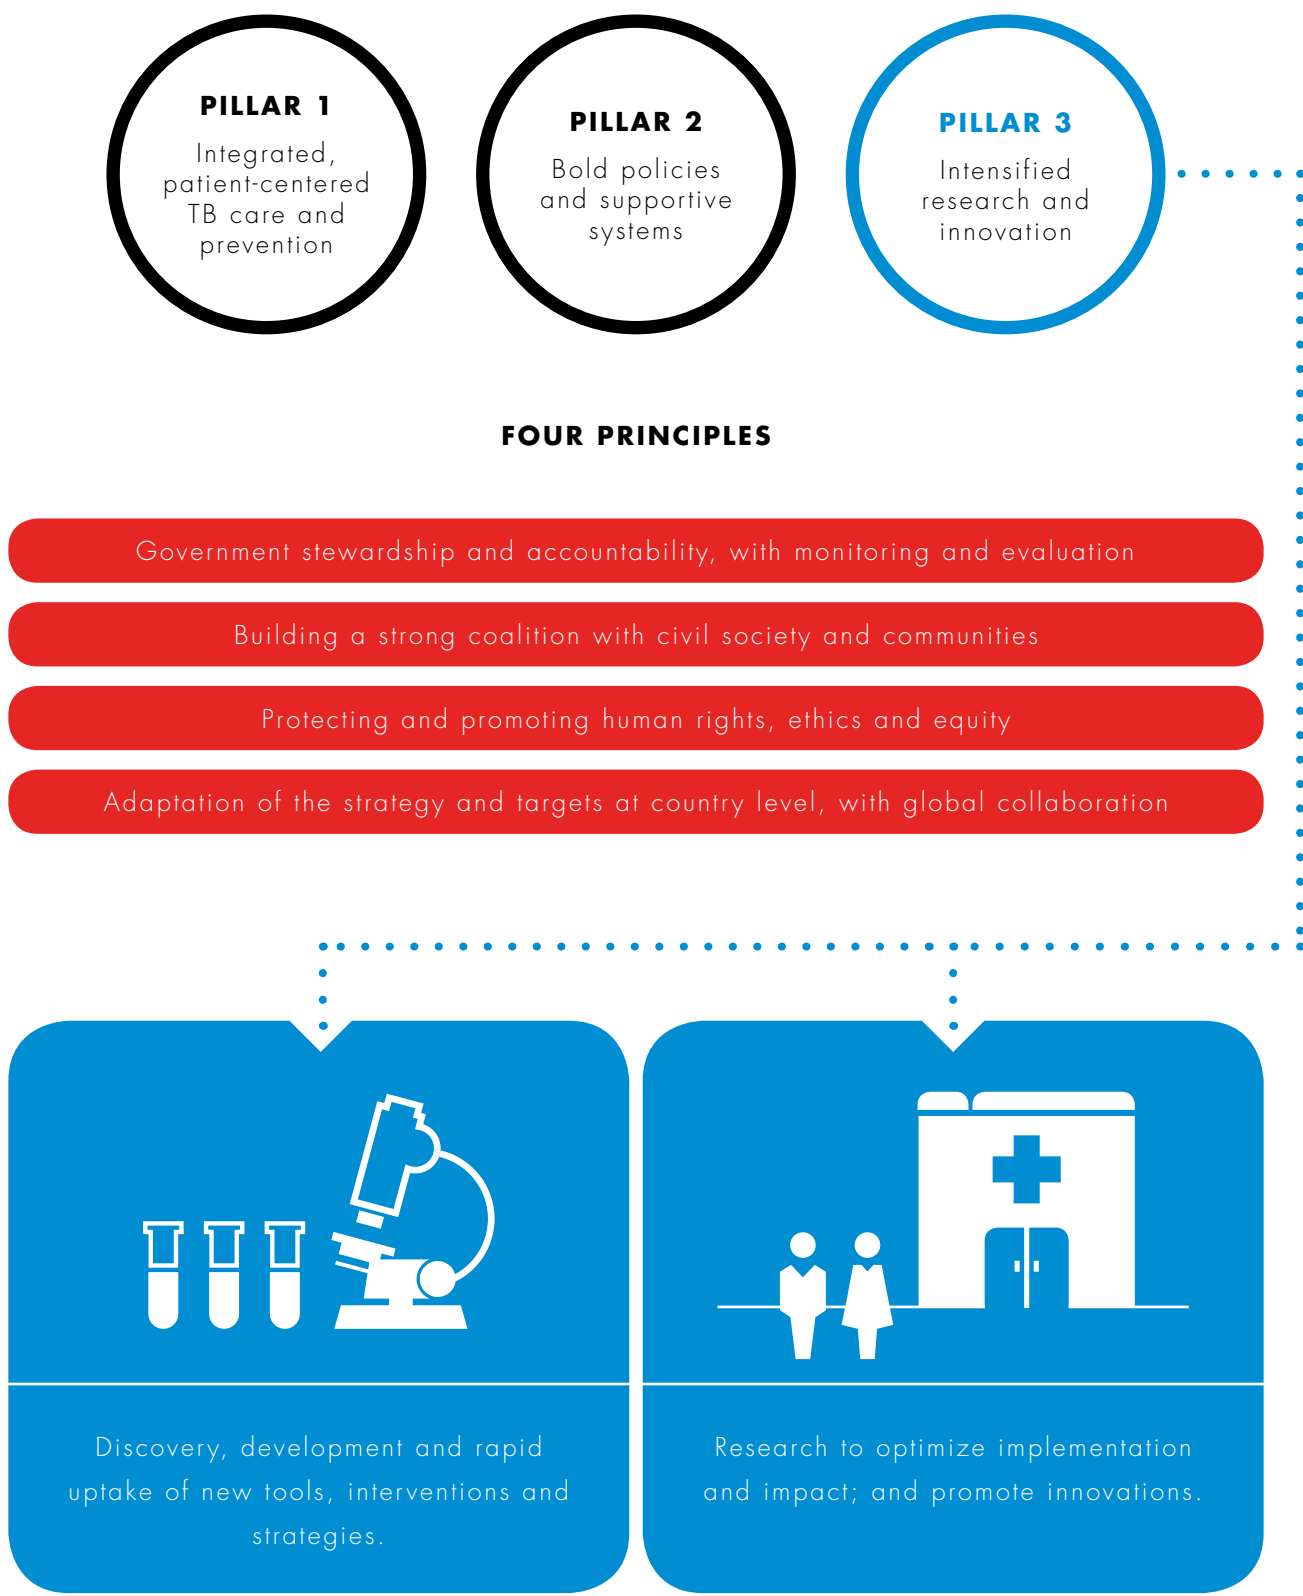 PILLAR 1
Integrated,
patient-centered
TB care and
prevention
PILLAR 2
Bold policies
and supportive
systems
PILLAR 3
Intensified
research and
innovation
FOUR PRINCIPLES
Government stewardship and accountability, with monitoring and evaluation
Building a strong coalition with civil society and communities
Protecting and promoting human rights, ethics and equity
Adaptation of the strategy and targets at country level, with global collaboration
Discovery, development and rapid
uptake of new tools, interventions and
strategies.
Research to optimize implementation
and impact; and promote innovations.